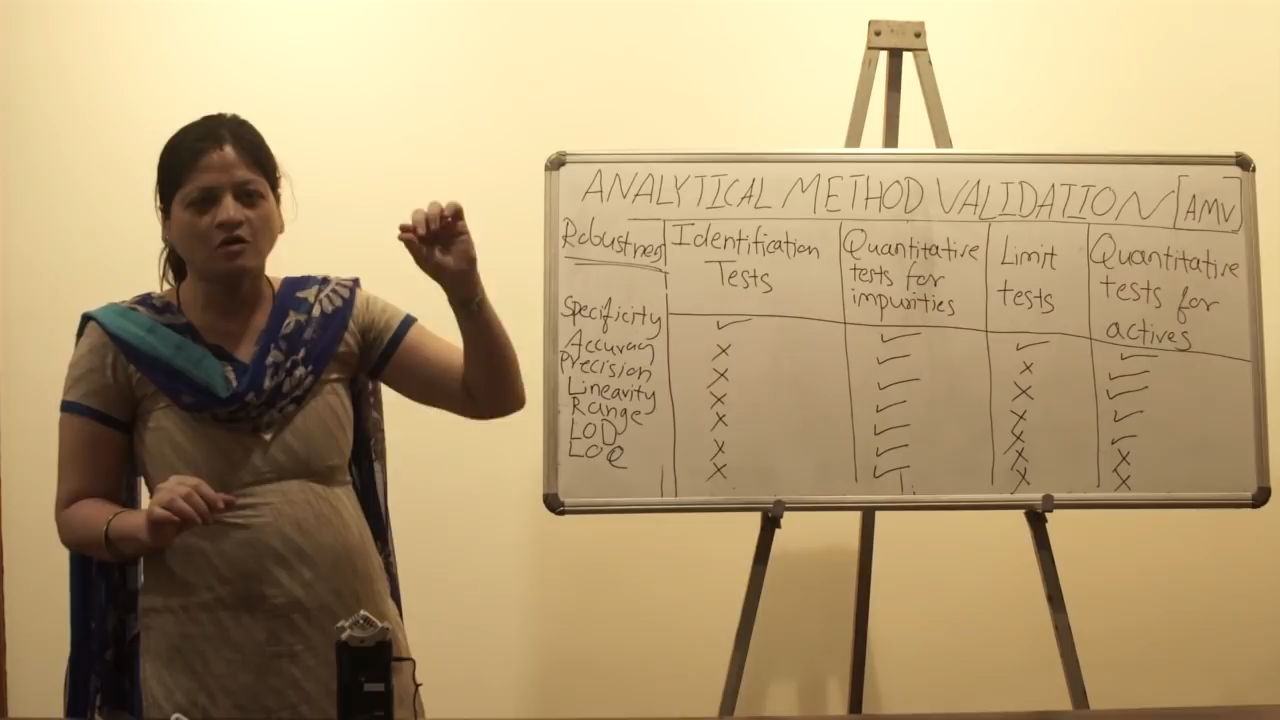 ANALYTICAL METHOD VALIDATION [AMV]
Robustnes
Identification
Tests
Quantitative
tests for
impurities
Limit
tests
Quantitative
tests for
actives
Specificity ✓ ✓ ✓ ✓
Accuracy × ✓ × ✓
Precision × ✓ × ✓
Linearity × ✓ × ✓
Range × ✓ × ✓
LOD × ✓ × ×
LOQ × ✓ × ×